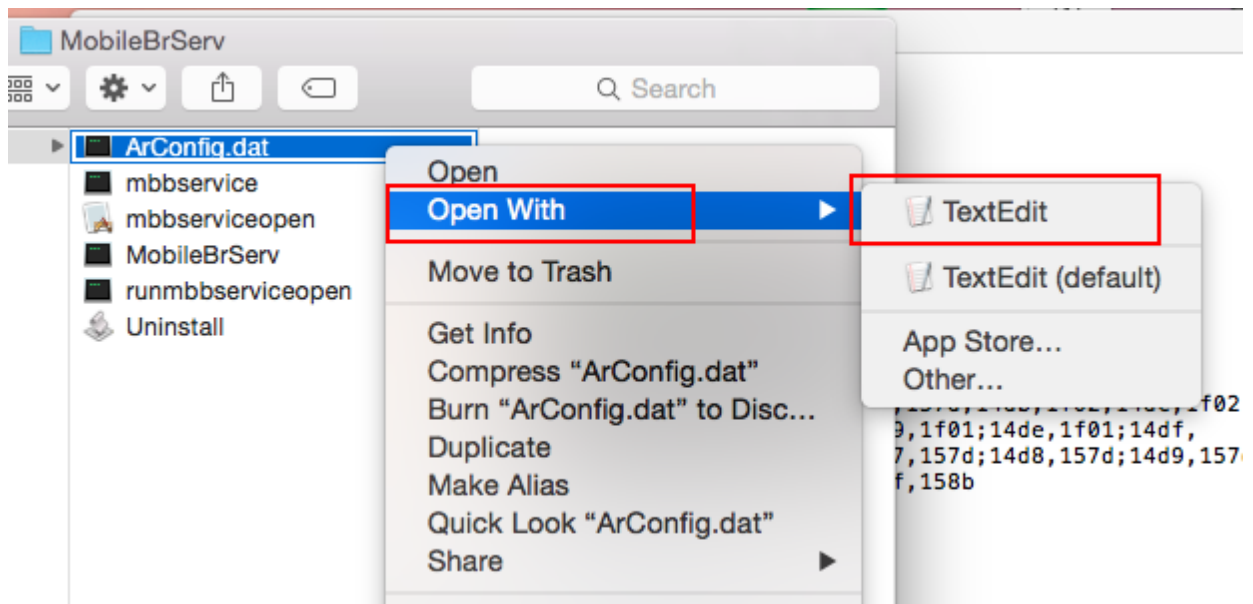 MobileBrServ
Search
ArConfig.dat
mbbservice
mbbserviceopen
MobileBrServ
runmbbserviceopen
Uninstall
Open
Open With
Move to Trash
Get Info
Compress “ArConfig.dat”
Burn “ArConfig.dat” to Disc...
Duplicate
Make Alias
Quick Look “ArConfig.dat”
Share
TextEdit
TextEdit (default)
App Store...
Other...
9,1f01;14de,1f01;14df,
7,157d;14d8,157d;14d9,157
f,158b